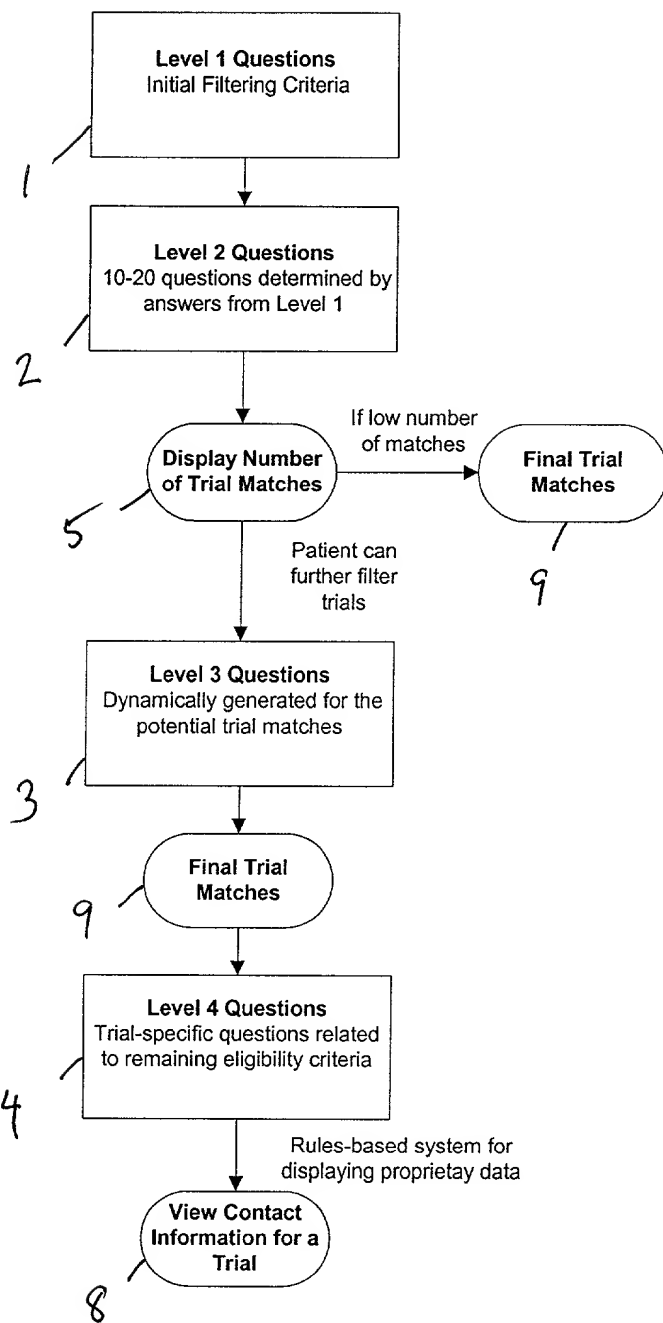 Level 1 Questions
Initial Filtering Criteria
1
Level 2 Questions
10-20 questions determined by
answers from Level 1
2
If low number
of matches
Display Number
of Trial Matches
Final Trial
Matches
5
9
Patient can
further filter
trials
Level 3 Questions
Dynamically generated for the
potential trial matches
3
Final Trial
Matches
9
Level 4 Questions
Trial-specific questions related
to remaining eligibility criteria
4
Rules-based system for
displaying proprietay data
View Contact
Information for a
Trial
8